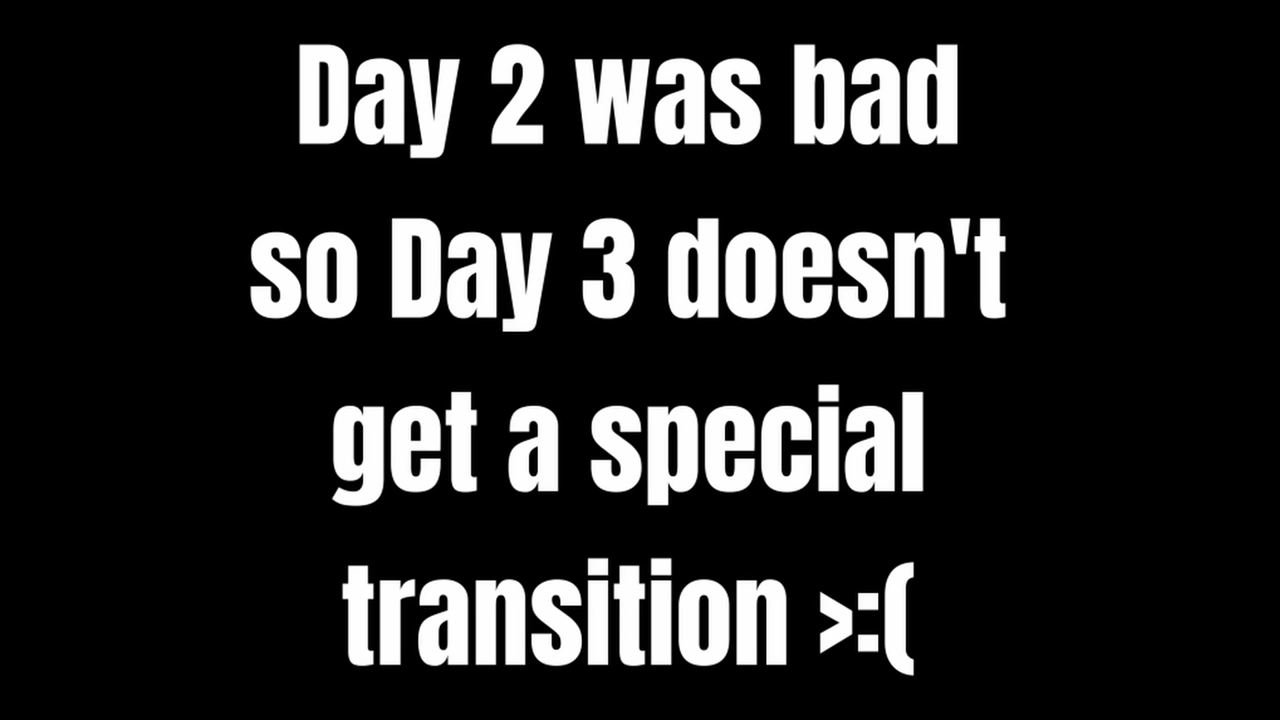 Day 2 was bad
so Day 3 doesn't
get a special
transition >:(